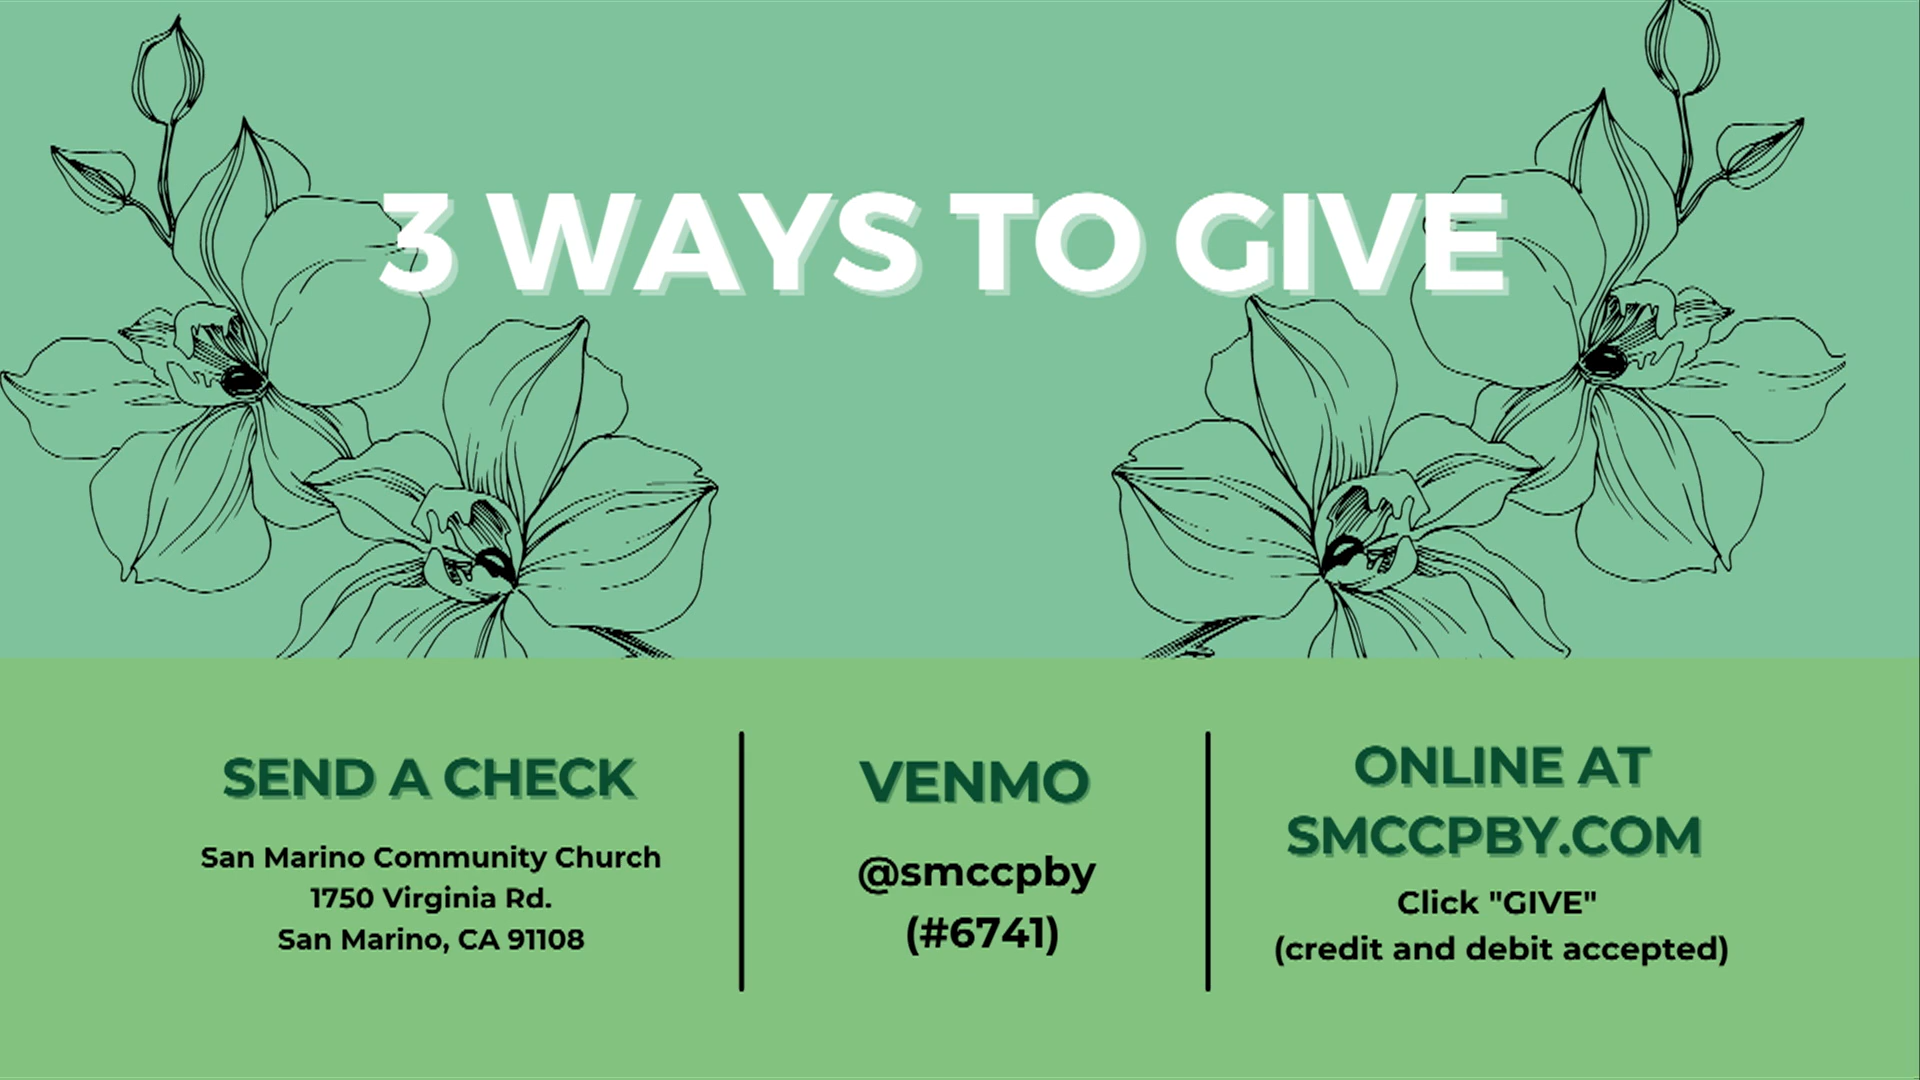 3 WAYS TO GIVE
SEND A CHECK
San Marino Community Church
1750 Virginia Rd.
San Marino, CA 91108
VENMO
@smccpby
(#6741)
ONLINE AT
SMCCPBY.COM
Click "GIVE"
(credit and debit accepted)